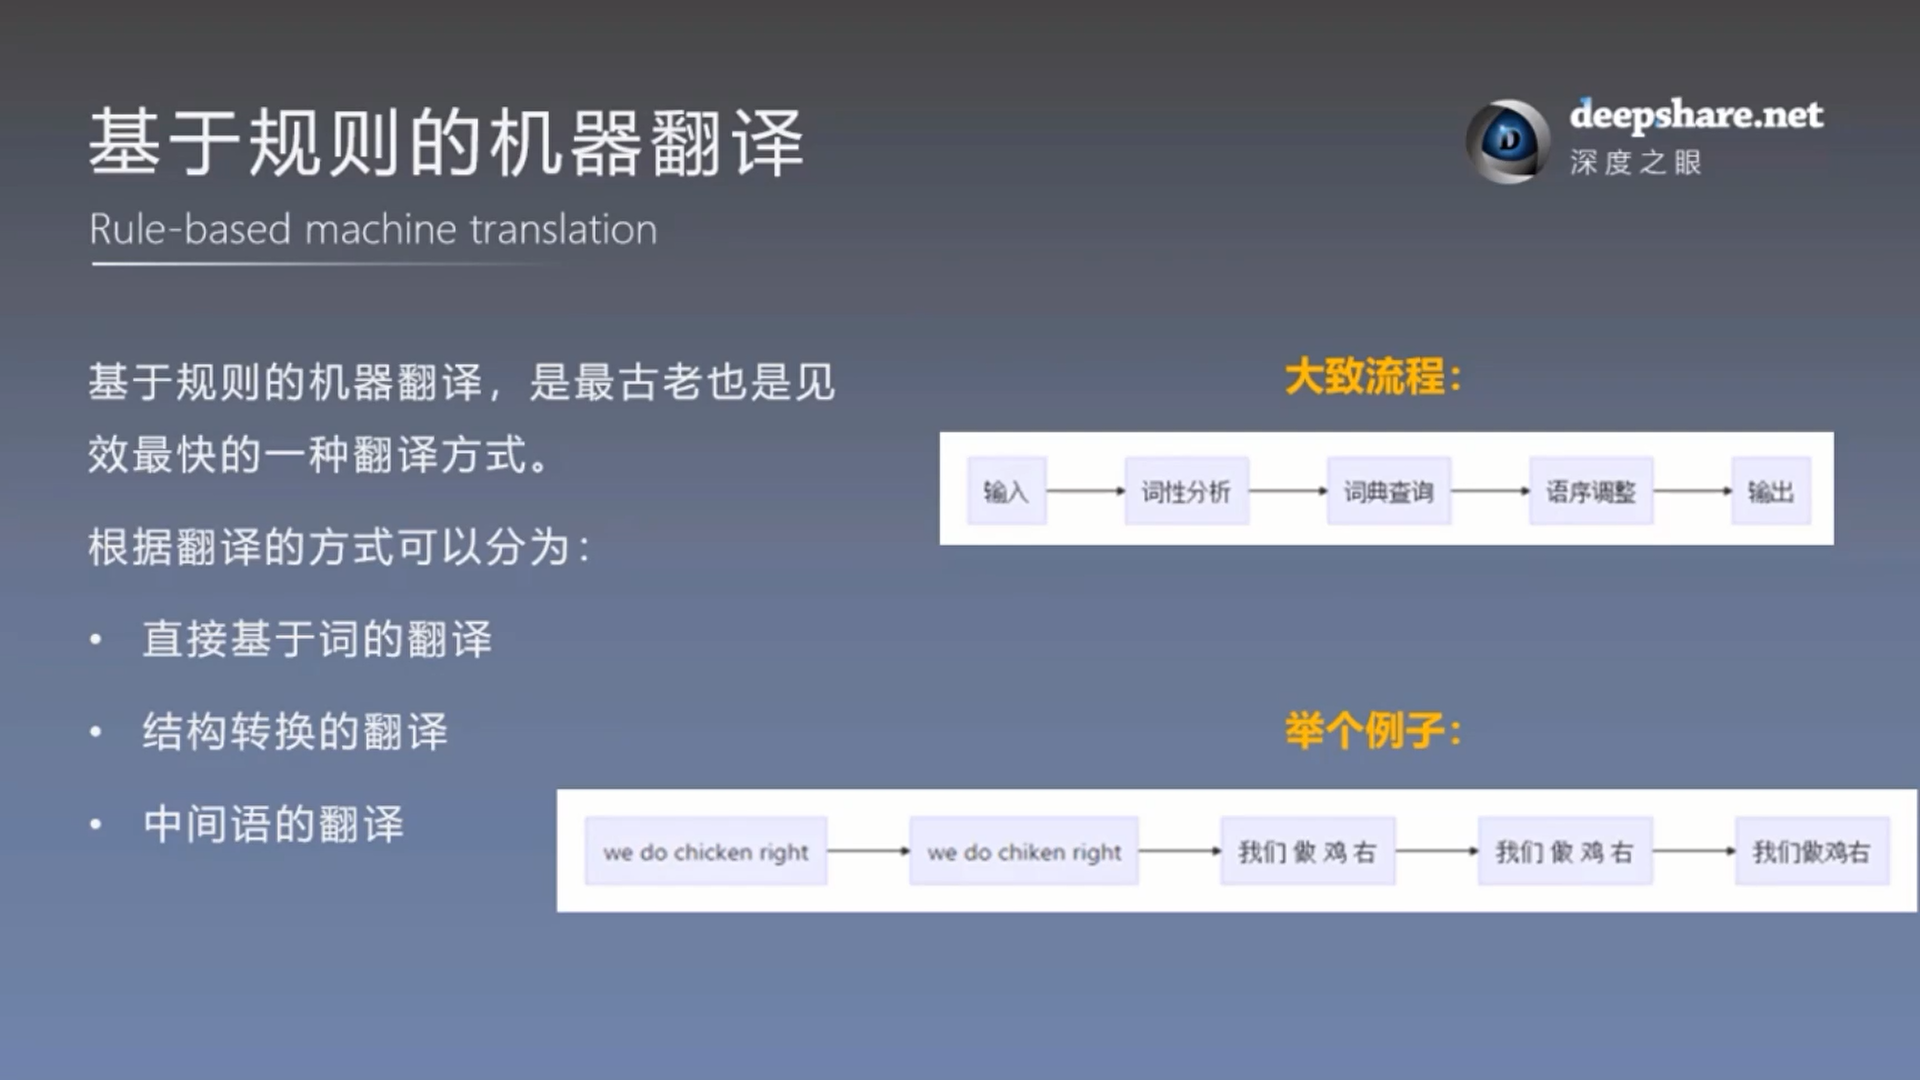 基于规则的机器翻译
Rule-based machine translation
deepshare.net
深度之眼
基于规则的机器翻译，是最古老也是见
效最快的一种翻译方式。
根据翻译的方式可以分为：
• 直接基于词的翻译
• 结构转换的翻译
• 中间语的翻译
大致流程：
输入 词性分析 词典查询 语序调整 输出
举个例子：
we do chicken right we do chiken right 我们 做 鸡 右 我们 做 鸡 右 我们做鸡右